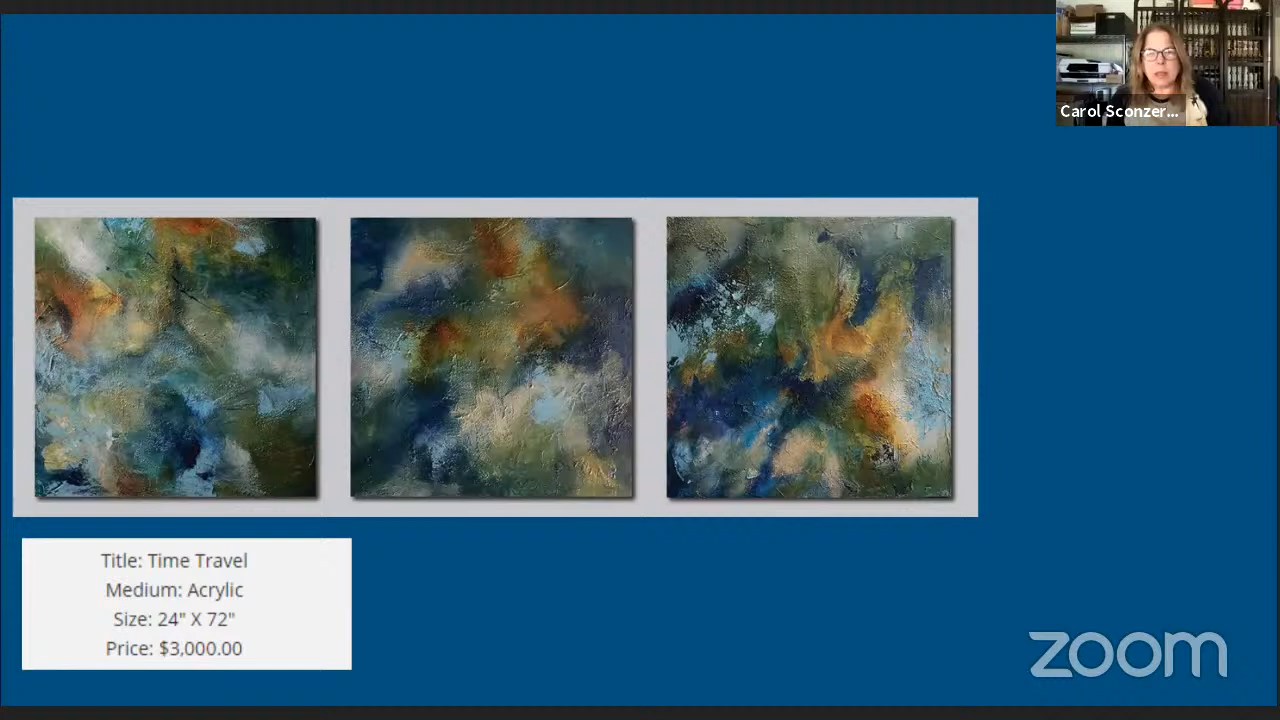 Carol Sconzer...
Title: Time Travel
Medium: Acrylic
Size: 24" X 72"
Price: $3,000.00
zoom